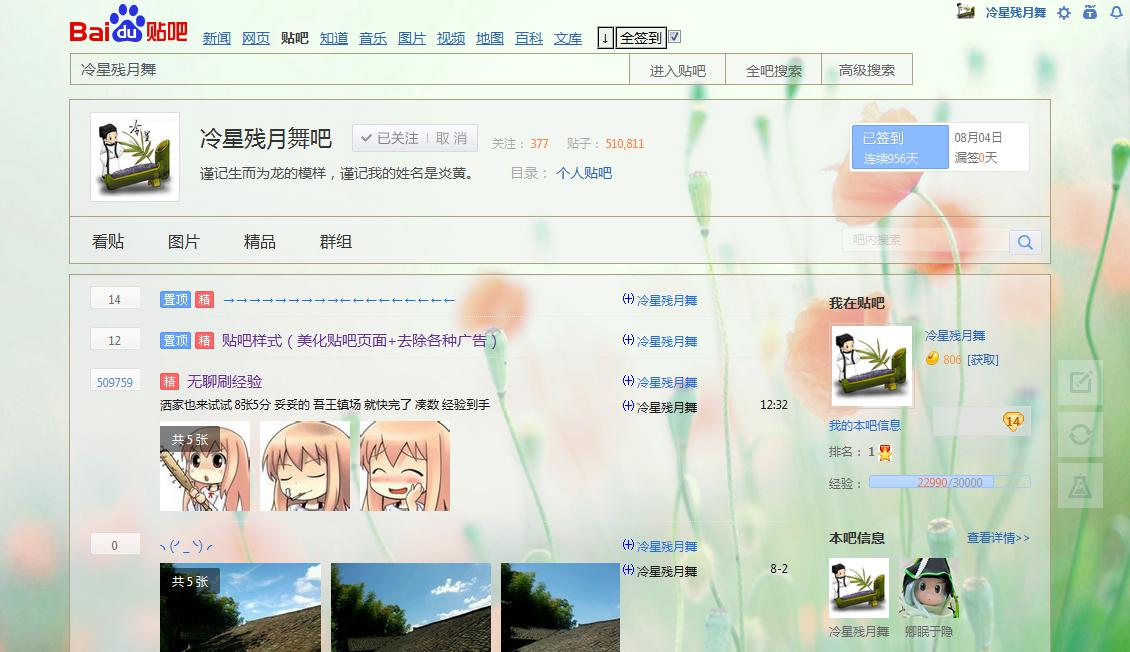 冷星残月舞
Baidu贴吧 新闻 网页 贴吧 知道 音乐 图片 视频 地图 百科 文库 ↓ 全签到
冷星残月舞 进入贴吧 全吧搜索 高级搜索
冷星
冷星残月舞吧 已关注 取消 关注: 377 贴子: 510,811
谨记生而为龙的模样,谨记我的姓名是炎黄。 目录: 个人贴吧
已签到 08月04日
连续956天 漏签0天
看贴 图片 精品 群组 吧内搜索
14 置顶 精 →→→→→→→→→←←←←←←←←← 冷星残月舞
12 置顶 精 贴吧样式(美化贴吧页面+去除各种广告) 冷星残月舞
509759 精 无聊刷经验 冷星残月舞
洒家也来试试 8张5分 妥妥的 吾王镇场 就快完了 凑数 经验到手 冷星残月舞 12:32
共5张
0 ヽ(╯_╰)╭ 冷星残月舞
冷星残月舞 8-2
共5张
我在贴吧
冷星残月舞
806 [获取]
我的本吧信息 14
排名: 1
经验: 22990/30000
本吧信息 查看详情>>
冷星残月舞 卿眠于隐